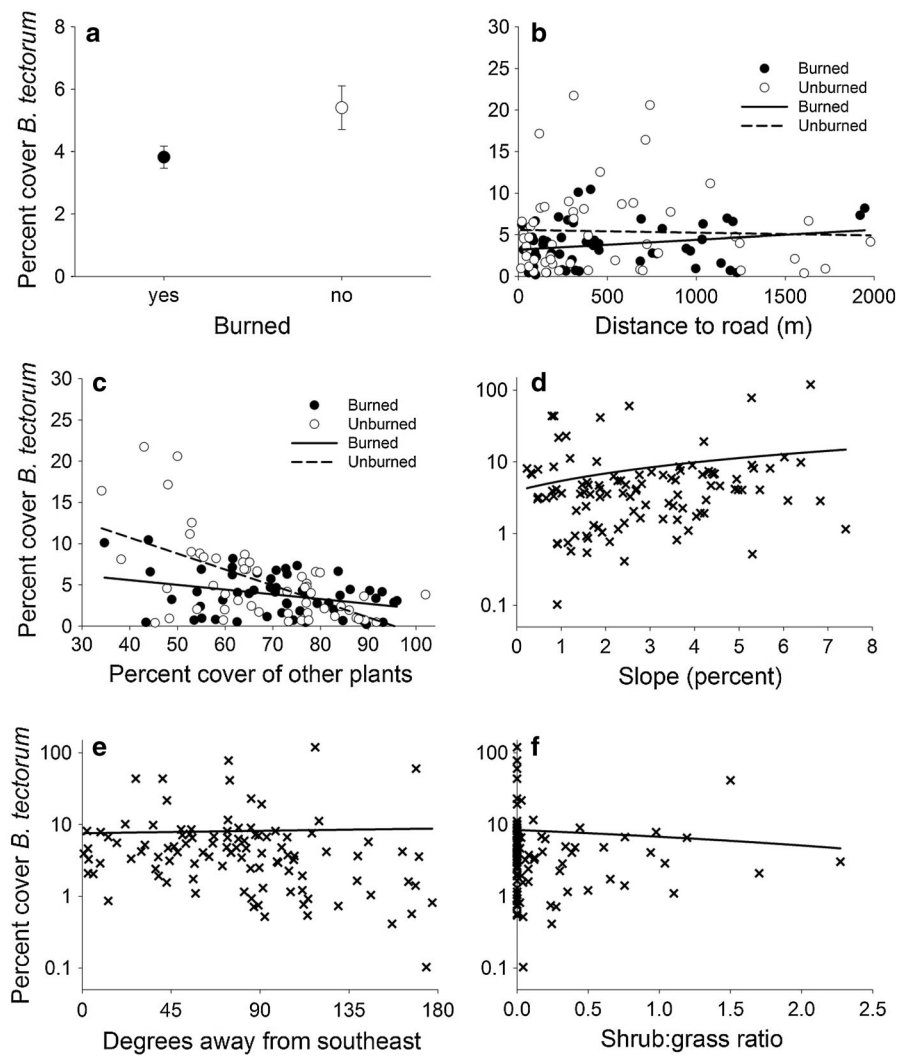 a
8
6
4
2
0
Percent cover B. tectorum
yes
no
Burned
b
30
25
20
15
10
5
0
Burned
Unburned
Burned
Unburned
0
500
1000
1500
2000
Distance to road (m)
c
30
25
20
15
10
5
0
Percent cover B. tectorum
Burned
Unburned
Burned
Unburned
30
40
50
60
70
80
90
100
Percent cover of other plants
d
100
10
1
0.1
0
1
2
3
4
5
6
7
8
Slope (percent)
e
100
10
1
0.1
Percent cover B. tectorum
0
45
90
135
180
Degrees away from southeast
f
100
10
1
0.1
0.0
0.5
1.0
1.5
2.0
2.5
Shrub:grass ratio